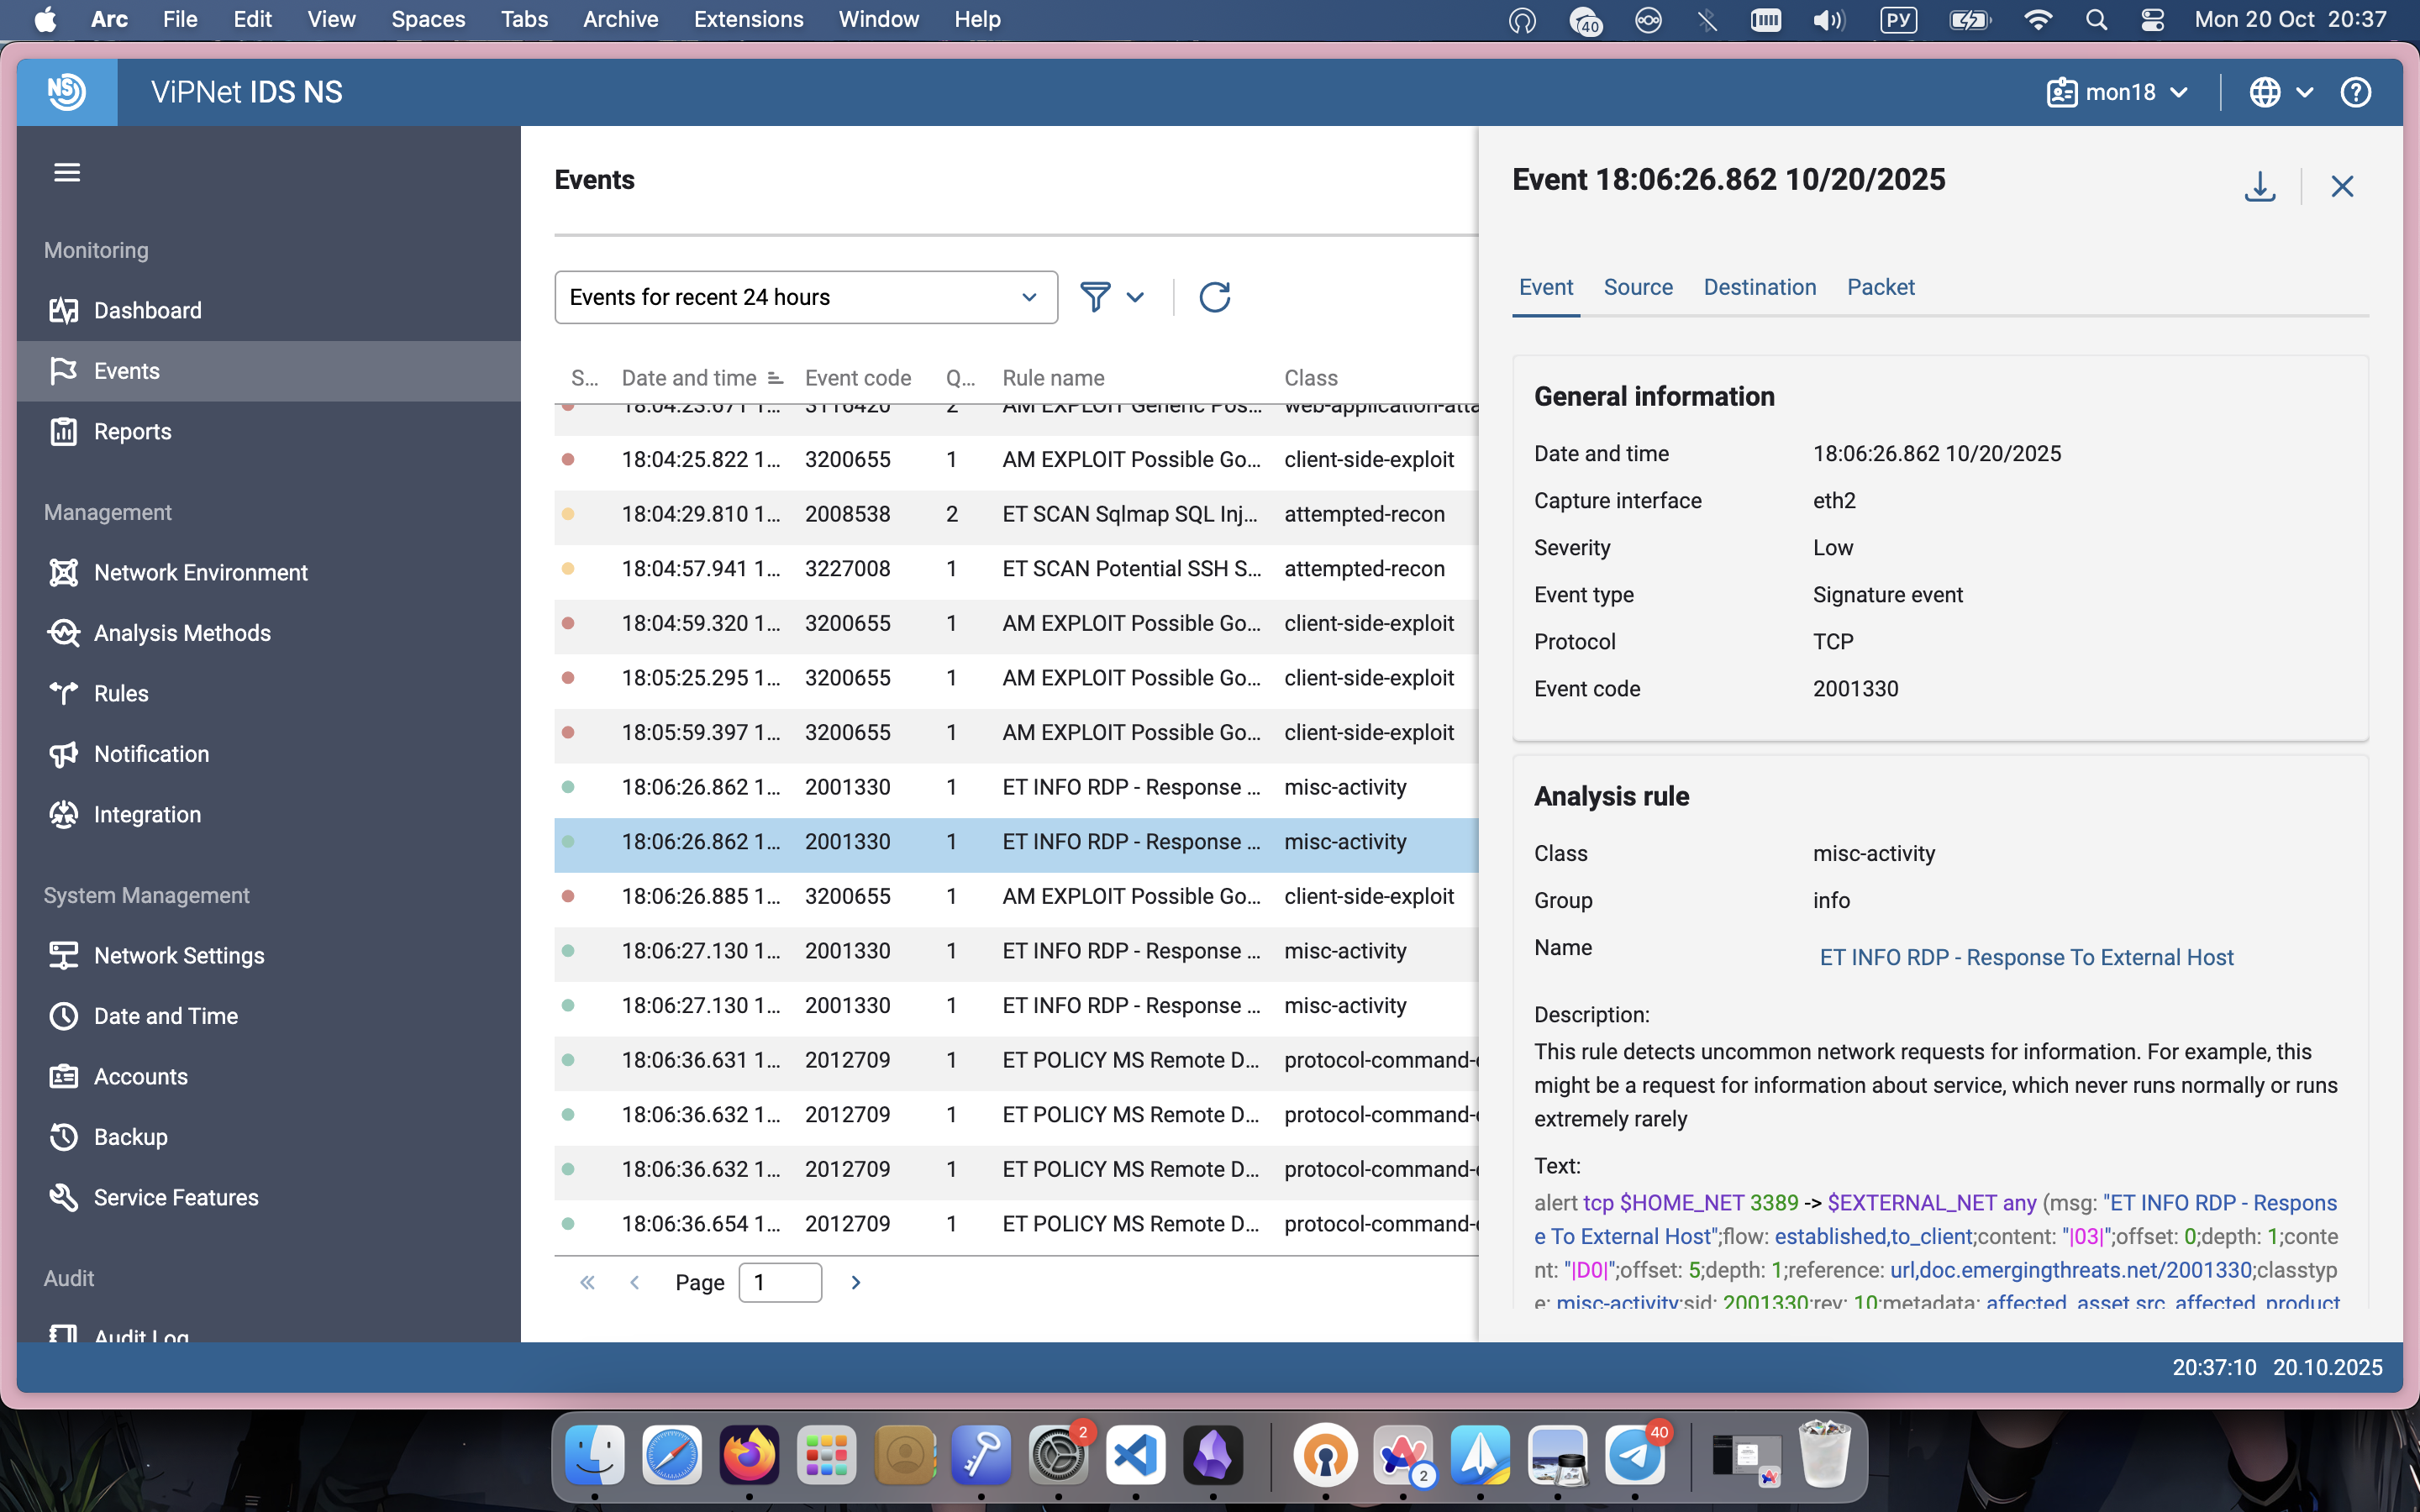 Arc File Edit View Spaces Tabs Archive Extensions Window Help 40 РУ Mon 20 Oct 20:37
NS ViPNet IDS NS mon18
Monitoring
Dashboard
Events
Reports
Management
Network Environment
Analysis Methods
Rules
Notification
Integration
System Management
Network Settings
Date and Time
Accounts
Backup
Service Features
Audit
Audit Log
Events
Events for recent 24 hours
S... Date and time Event code Q... Rule name Class
18:04:23.671 1... 3116420 2 AM EXPLOIT Generic Pos... web-application-atta
18:04:25.822 1... 3200655 1 AM EXPLOIT Possible Go... client-side-exploit
18:04:29.810 1... 2008538 2 ET SCAN Sqlmap SQL Inj... attempted-recon
18:04:57.941 1... 3227008 1 ET SCAN Potential SSH S... attempted-recon
18:04:59.320 1... 3200655 1 AM EXPLOIT Possible Go... client-side-exploit
18:05:25.295 1... 3200655 1 AM EXPLOIT Possible Go... client-side-exploit
18:05:59.397 1... 3200655 1 AM EXPLOIT Possible Go... client-side-exploit
18:06:26.862 1... 2001330 1 ET INFO RDP - Response ... misc-activity
18:06:26.862 1... 2001330 1 ET INFO RDP - Response ... misc-activity
18:06:26.885 1... 3200655 1 AM EXPLOIT Possible Go... client-side-exploit
18:06:27.130 1... 2001330 1 ET INFO RDP - Response ... misc-activity
18:06:27.130 1... 2001330 1 ET INFO RDP - Response ... misc-activity
18:06:36.631 1... 2012709 1 ET POLICY MS Remote D... protocol-command-
18:06:36.632 1... 2012709 1 ET POLICY MS Remote D... protocol-command-
18:06:36.632 1... 2012709 1 ET POLICY MS Remote D... protocol-command-
18:06:36.654 1... 2012709 1 ET POLICY MS Remote D... protocol-command-
Page 1
Event 18:06:26.862 10/20/2025
Event Source Destination Packet
General information
Date and time 18:06:26.862 10/20/2025
Capture interface eth2
Severity Low
Event type Signature event
Protocol TCP
Event code 2001330
Analysis rule
Class misc-activity
Group info
Name ET INFO RDP - Response To External Host
Description:
This rule detects uncommon network requests for information. For example, this
might be a request for information about service, which never runs normally or runs
extremely rarely
Text:
alert tcp $HOME_NET 3389 -> $EXTERNAL_NET any (msg: "ET INFO RDP - Respons
e To External Host";flow: established,to_client;content: "|03|";offset: 0;depth: 1;conte
nt: "|D0|";offset: 5;depth: 1;reference: url,doc.emergingthreats.net/2001330;classtyp
e: misc-activity;sid: 2001330;rev: 10;metadata: affected_asset src, affected_product
20:37:10 20.10.2025
2 2 40